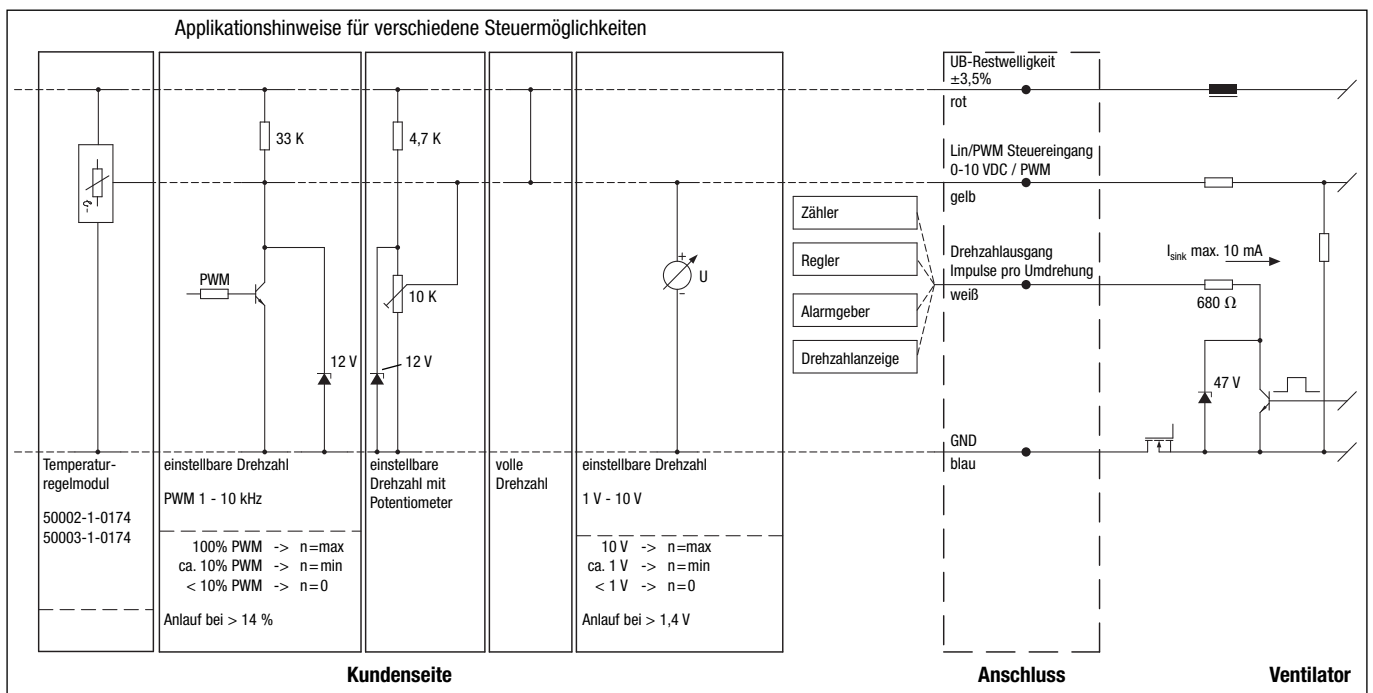 Applikationshinweise für verschiedene Steuermöglichkeiten
UB-Restwelligkeit
±3,5%
rot
33 K
4,7 K
Lin/PWM Steuereingang
0-10 VDC / PWM
gelb
Zähler
Regler
Alarmgeber
Drehzahlanzeige
Drehzahlausgang
Impulse pro Umdrehung
weiß
Isink max. 10 mA
680 Ω
PWM
10 K
+
U
−
12 V
12 V
47 V
GND
blau
Temperatur-
regelmodul
50002-1-0174
50003-1-0174
einstellbare Drehzahl
PWM 1 - 10 kHz
100% PWM -> n=max
ca. 10% PWM -> n=min
< 10% PWM -> n=0
Anlauf bei > 14 %
einstellbare
Drehzahl mit
Potentiometer
volle
Drehzahl
einstellbare Drehzahl
1 V - 10 V
10 V -> n=max
ca. 1 V -> n=min
< 1 V -> n=0
Anlauf bei > 1,4 V
Kundenseite
Anschluss
Ventilator